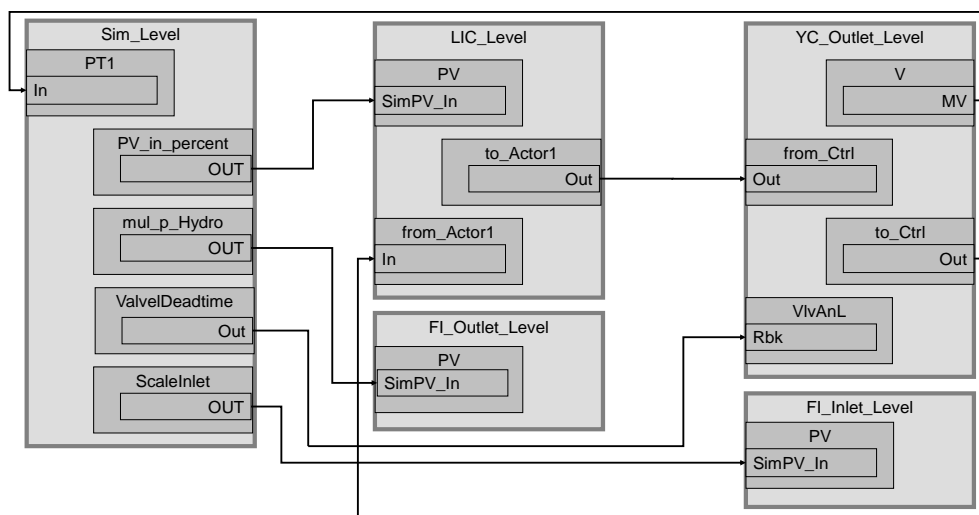 Sim_Level
PT1
In
PV_in_percent
OUT
mul_p_Hydro
OUT
ValvelDeadtime
Out
ScaleInlet
OUT
LIC_Level
PV
SimPV_In
to_Actor1
Out
from_Actor1
In
FI_Outlet_Level
PV
SimPV_In
YC_Outlet_Level
V
MV
from_Ctrl
Out
to_Ctrl
Out
VlvAnL
Rbk
FI_Inlet_Level
PV
SimPV_In